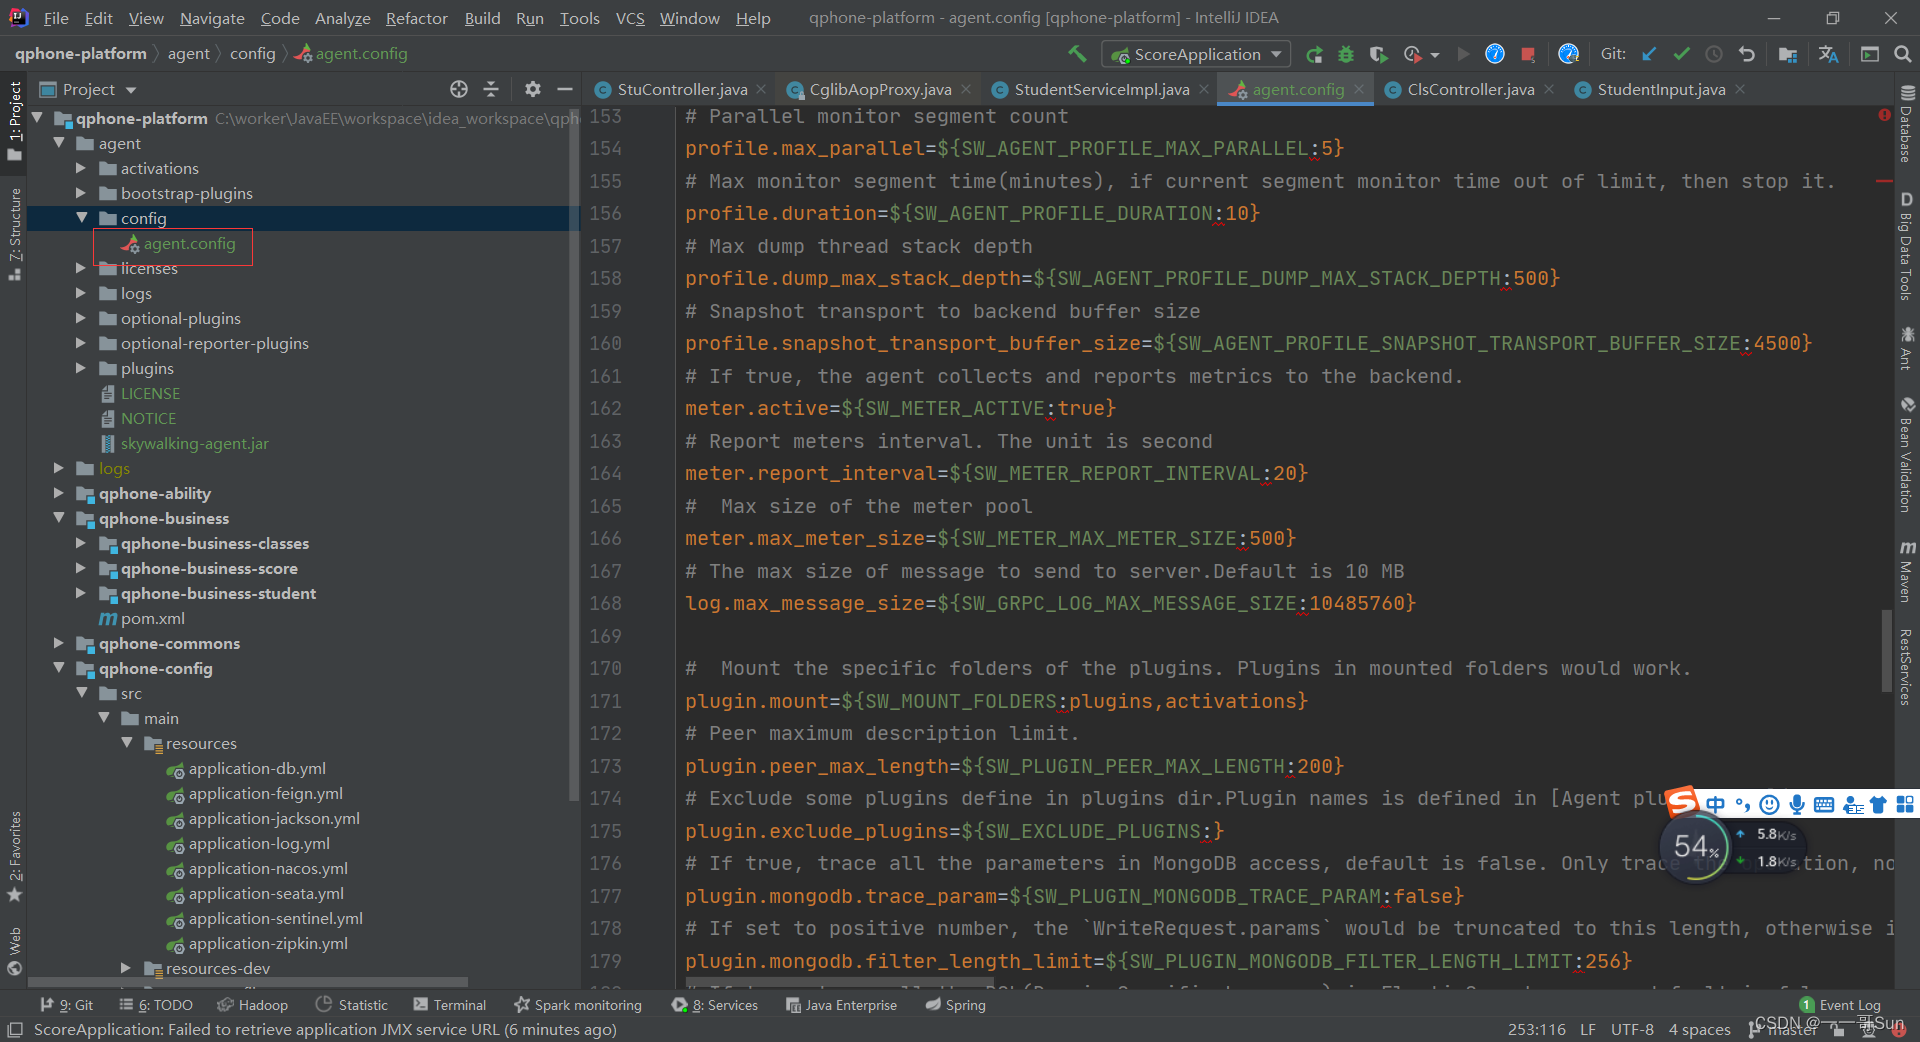 File Edit View Navigate Code Analyze Refactor Build Run Tools VCS Window Help qphone-platform - agent.config [qphone-platform] - IntelliJ IDEA
qphone-platform agent config agent.config ScoreApplication Git:
Project StuController.java CglibAopProxy.java StudentServiceImpl.java agent.config ClsController.java StudentInput.java
1: Project
7: Structure
2: Favorites
Web
qphone-platform C:\worker\JavaEE\workspace\idea_workspace\qph
agent
activations
bootstrap-plugins
config
agent.config
licenses
logs
optional-plugins
optional-reporter-plugins
plugins
LICENSE
NOTICE
skywalking-agent.jar
logs
qphone-ability
qphone-business
qphone-business-classes
qphone-business-score
qphone-business-student
pom.xml
qphone-commons
qphone-config
src
main
resources
application-db.yml
application-feign.yml
application-jackson.yml
application-log.yml
application-nacos.yml
application-seata.yml
application-sentinel.yml
application-zipkin.yml
resources-dev
153 # Parallel monitor segment count
154 profile.max_parallel=${SW_AGENT_PROFILE_MAX_PARALLEL:5}
155 # Max monitor segment time(minutes), if current segment monitor time out of limit, then stop it.
156 profile.duration=${SW_AGENT_PROFILE_DURATION:10}
157 # Max dump thread stack depth
158 profile.dump_max_stack_depth=${SW_AGENT_PROFILE_DUMP_MAX_STACK_DEPTH:500}
159 # Snapshot transport to backend buffer size
160 profile.snapshot_transport_buffer_size=${SW_AGENT_PROFILE_SNAPSHOT_TRANSPORT_BUFFER_SIZE:4500}
161 # If true, the agent collects and reports metrics to the backend.
162 meter.active=${SW_METER_ACTIVE:true}
163 # Report meters interval. The unit is second
164 meter.report_interval=${SW_METER_REPORT_INTERVAL:20}
165 #  Max size of the meter pool
166 meter.max_meter_size=${SW_METER_MAX_METER_SIZE:500}
167 # The max size of message to send to server.Default is 10 MB
168 log.max_message_size=${SW_GRPC_LOG_MAX_MESSAGE_SIZE:10485760}
169
170 #  Mount the specific folders of the plugins. Plugins in mounted folders would work.
171 plugin.mount=${SW_MOUNT_FOLDERS:plugins,activations}
172 # Peer maximum description limit.
173 plugin.peer_max_length=${SW_PLUGIN_PEER_MAX_LENGTH:200}
174 # Exclude some plugins define in plugins dir.Plugin names is defined in [Agent plu
175 plugin.exclude_plugins=${SW_EXCLUDE_PLUGINS:}
176 # If true, trace all the parameters in MongoDB access, default is false. Only trac
177 plugin.mongodb.trace_param=${SW_PLUGIN_MONGODB_TRACE_PARAM:false}
178 # If set to positive number, the `WriteRequest.params` would be truncated to this length, otherwise i
179 plugin.mongodb.filter_length_limit=${SW_PLUGIN_MONGODB_FILTER_LENGTH_LIMIT:256}
Database
Big Data Tools
Ant
Bean Validation
Maven
RestServices
中
54%
5.8K/s
1.8K/s
9: Git 6: TODO Hadoop Statistic Terminal Spark monitoring 8: Services Java Enterprise Spring 1 Event Log
ScoreApplication: Failed to retrieve application JMX service URL (6 minutes ago) 253:116 LF UTF-8 4 spaces master
CSDN @一一哥Sun